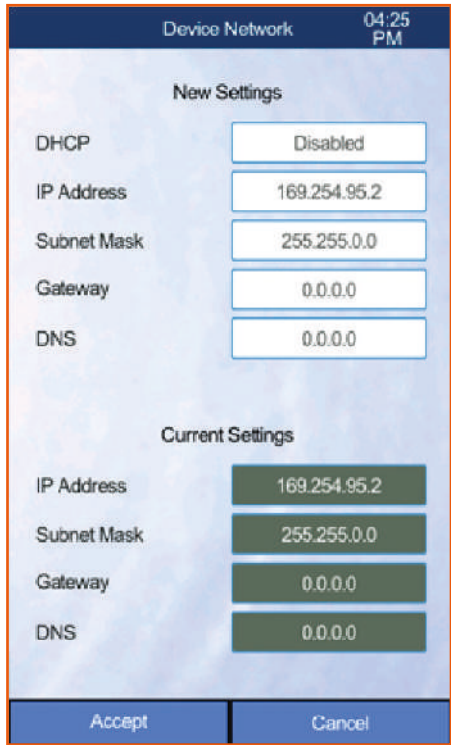 Device Network
04:25
PM
New Settings
DHCP Disabled
IP Address 169.254.95.2
Subnet Mask 255.255.0.0
Gateway 0.0.0.0
DNS 0.0.0.0
Current Settings
IP Address 169.254.95.2
Subnet Mask 255.255.0.0
Gateway 0.0.0.0
DNS 0.0.0.0
Accept Cancel